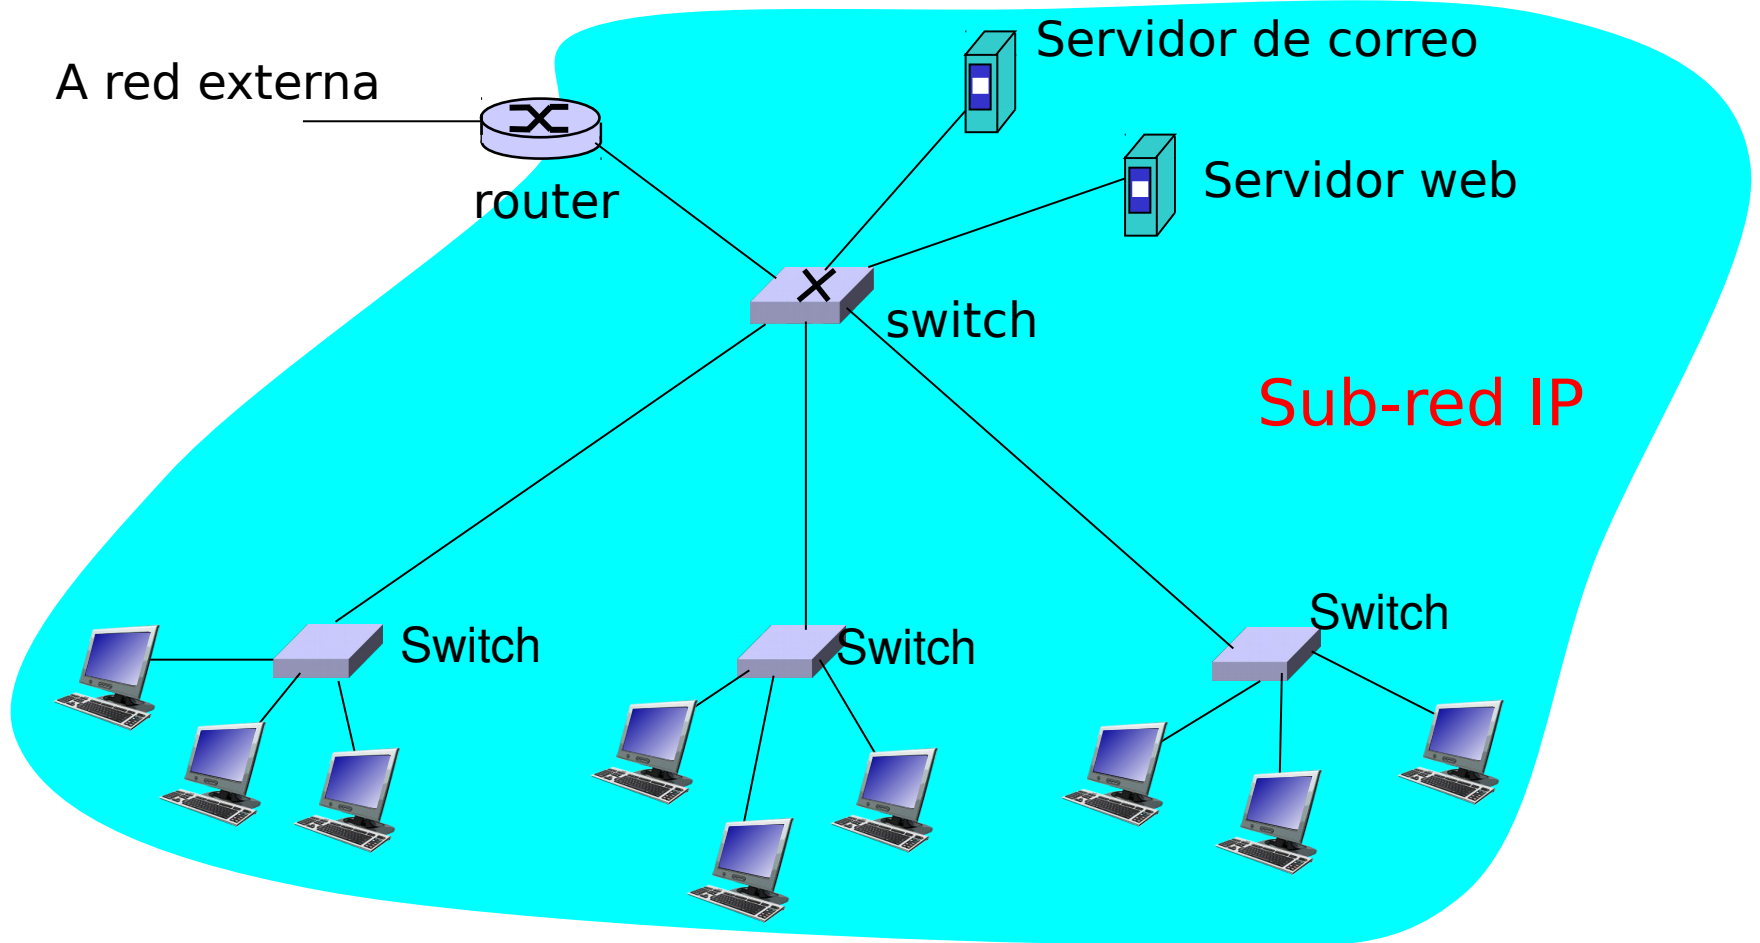 Servidor de correo
A red externa
Servidor web
router
switch
Sub-red IP
Switch
Switch
Switch